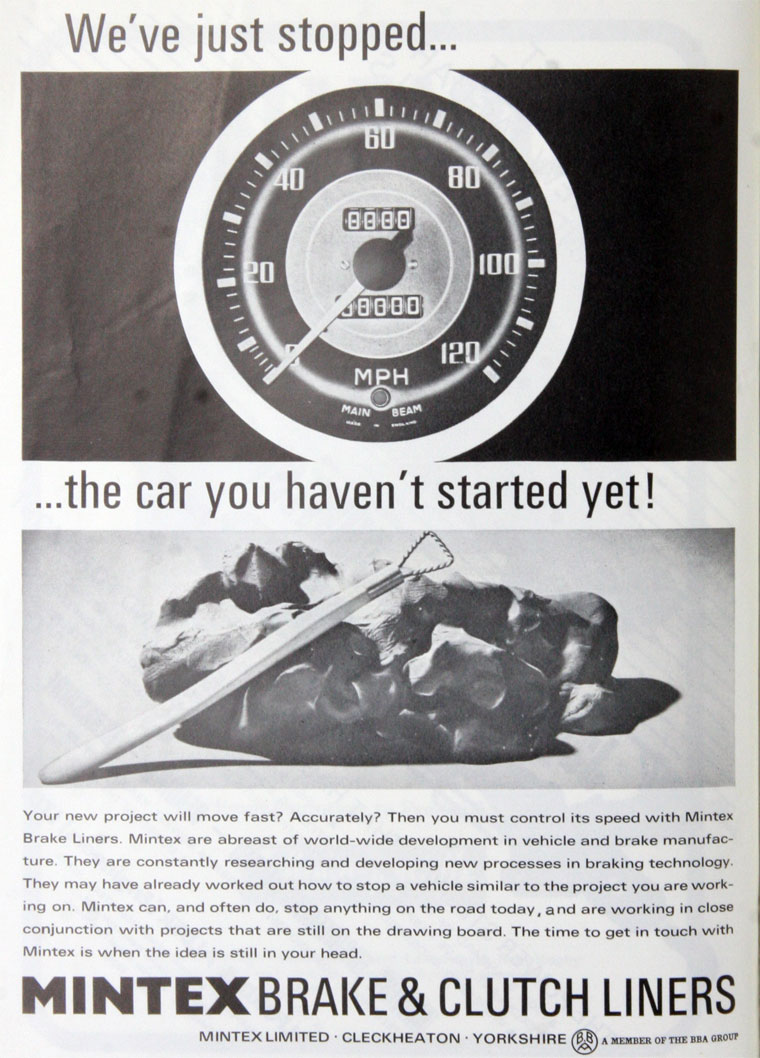 We've just stopped...
60
40
80
0000
20
100
00000
0
120
MPH
MAIN BEAM
MADE IN ENGLAND
...the car you haven't started yet!
Your new project will move fast? Accurately? Then you must control its speed with Mintex
Brake Liners. Mintex are abreast of world-wide development in vehicle and brake manufac-
ture. They are constantly researching and developing new processes in braking technology.
They may have already worked out how to stop a vehicle similar to the project you are work-
ing on. Mintex can, and often do, stop anything on the road today, and are working in close
conjunction with projects that are still on the drawing board. The time to get in touch with
Mintex is when the idea is still in your head.
MINTEX BRAKE & CLUTCH LINERS
MINTEX LIMITED · CLECKHEATON · YORKSHIRE BBA A MEMBER OF THE BBA GROUP